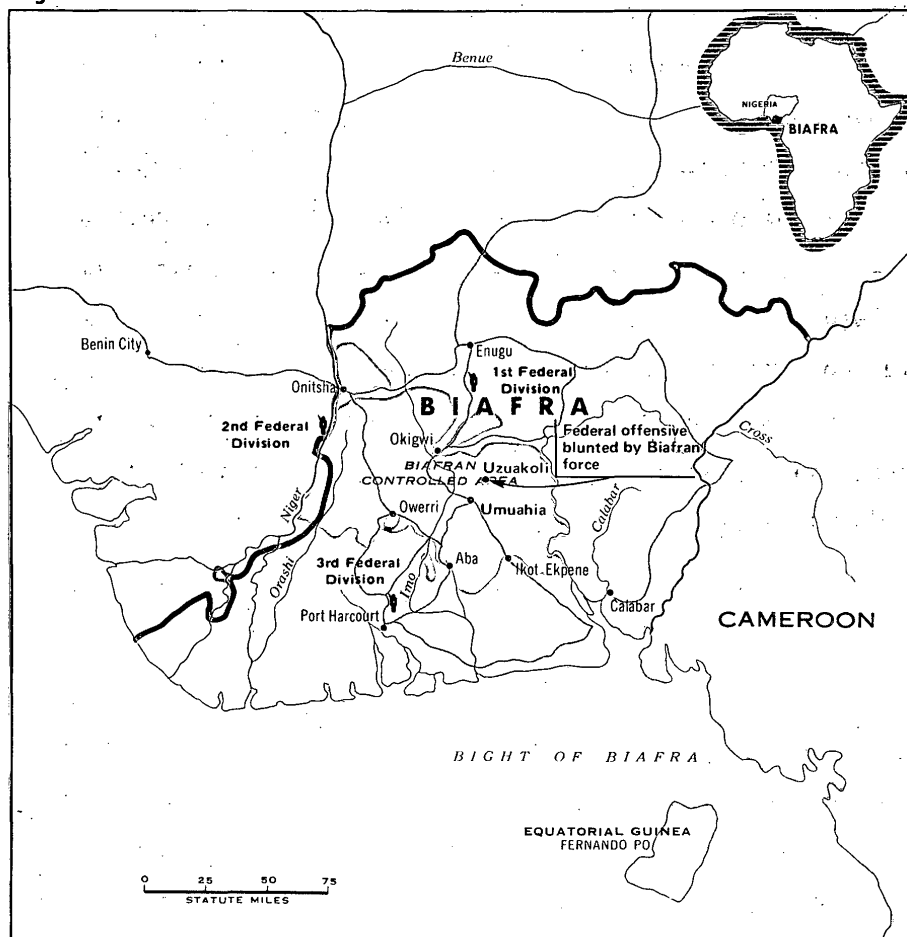 Benue
NIGERIA
BIAFRA
Benin City
Enugu
1st Federal
Division
Onitsha
BIAFRA
2nd Federal
Division
Federal offensive
blunted by Biafran
force
Cross
Okigwi
BIAFRAN
CONTROLLED AREA
Uzuakoli
Niger
Owerri
Umuahia
Calabar
Orashi
3rd Federal
Division
Imo
Aba
Ikot-Ekpene
Port Harcourt
Calabar
CAMEROON
BIGHT OF BIAFRA
EQUATORIAL GUINEA
FERNANDO PO
0 25 50 75
STATUTE MILES